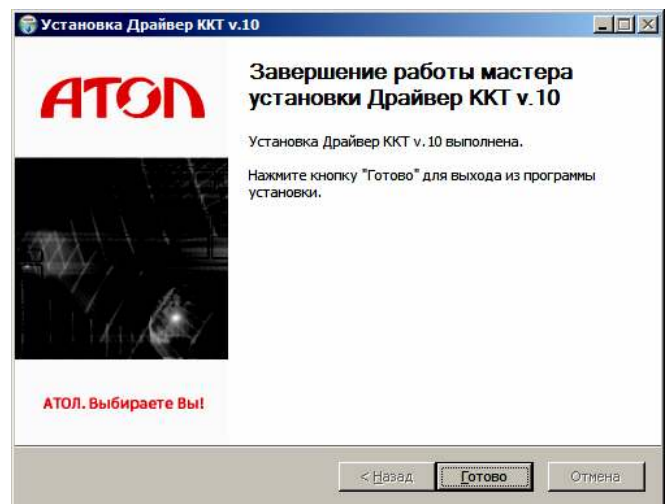 Установка Драйвер ККТ v.10
АТОЛ
Завершение работы мастера
установки Драйвер ККТ v.10
Установка Драйвер ККТ v.10 выполнена.
Нажмите кнопку "Готово" для выхода из программы
установки.
АТОЛ. Выбираете Вы!
< Назад
Готово
Отмена